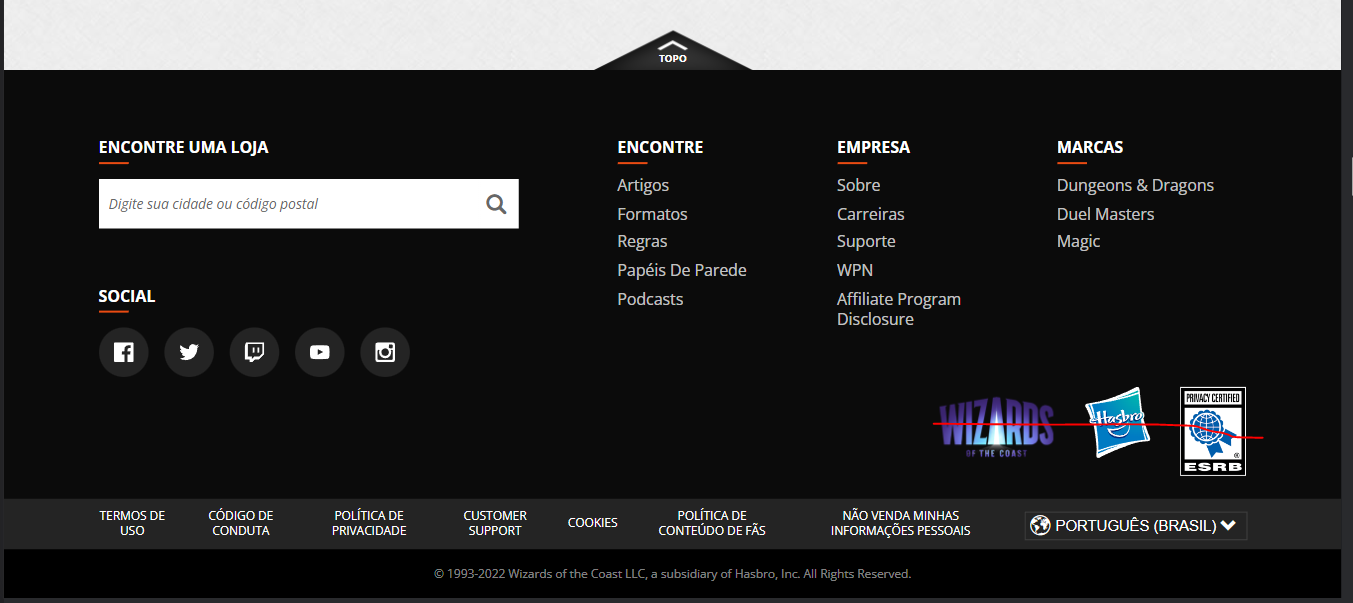 TOPO
ENCONTRE UMA LOJA
Digite sua cidade ou código postal
SOCIAL
ENCONTRE
Artigos
Formatos
Regras
Papéis De Parede
Podcasts
EMPRESA
Sobre
Carreiras
Suporte
WPN
Affiliate Program
Disclosure
MARCAS
Dungeons & Dragons
Duel Masters
Magic
WIZARDS
OF THE COAST
Hasbro
PRIVACY CERTIFIED
ESRB
TERMOS DE
USO
CÓDIGO DE
CONDUTA
POLÍTICA DE
PRIVACIDADE
CUSTOMER
SUPPORT
COOKIES
POLÍTICA DE
CONTEÚDO DE FÃS
NÃO VENDA MINHAS
INFORMAÇÕES PESSOAIS
PORTUGUÊS (BRASIL)
© 1993-2022 Wizards of the Coast LLC, a subsidiary of Hasbro, Inc. All Rights Reserved.